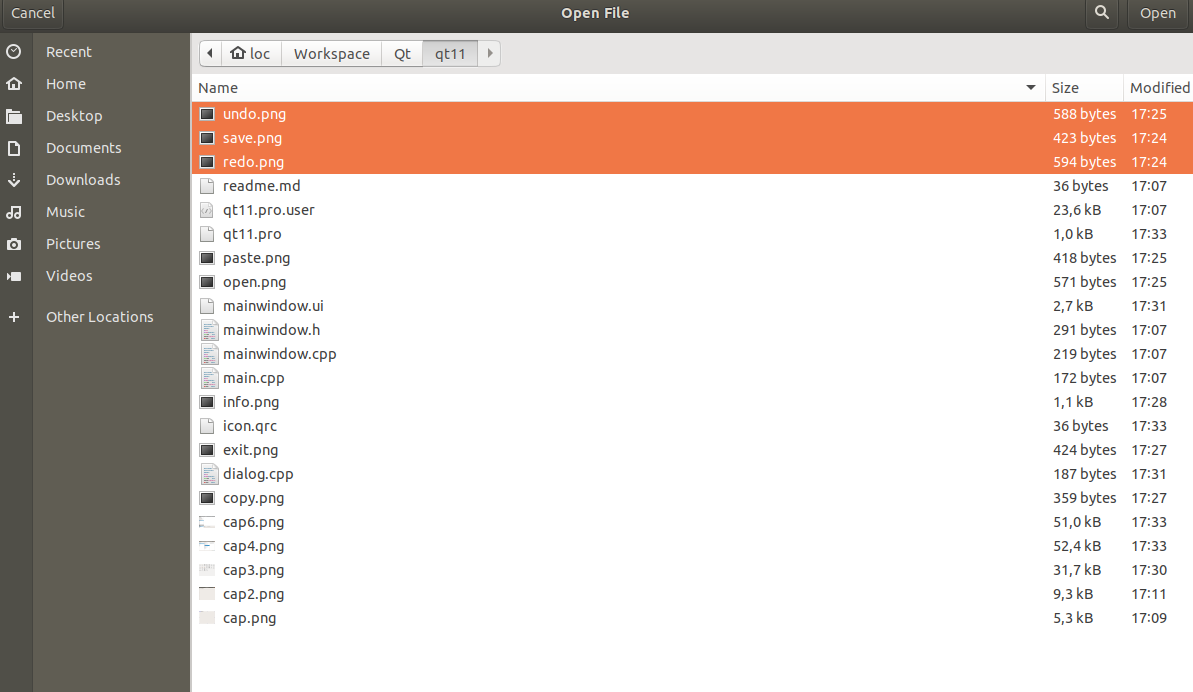 Cancel Open File Open
Recent
Home
Desktop
Documents
Downloads
Music
Pictures
Videos
Other Locations
loc Workspace Qt qt11
Name Size Modified
undo.png 588 bytes 17:25
save.png 423 bytes 17:24
redo.png 594 bytes 17:24
readme.md 36 bytes 17:07
qt11.pro.user 23,6 kB 17:07
qt11.pro 1,0 kB 17:33
paste.png 418 bytes 17:25
open.png 571 bytes 17:25
mainwindow.ui 2,7 kB 17:31
mainwindow.h 291 bytes 17:07
mainwindow.cpp 219 bytes 17:07
main.cpp 172 bytes 17:07
info.png 1,1 kB 17:28
icon.qrc 36 bytes 17:33
exit.png 424 bytes 17:27
dialog.cpp 187 bytes 17:31
copy.png 359 bytes 17:27
cap6.png 51,0 kB 17:33
cap4.png 52,4 kB 17:33
cap3.png 31,7 kB 17:30
cap2.png 9,3 kB 17:11
cap.png 5,3 kB 17:09